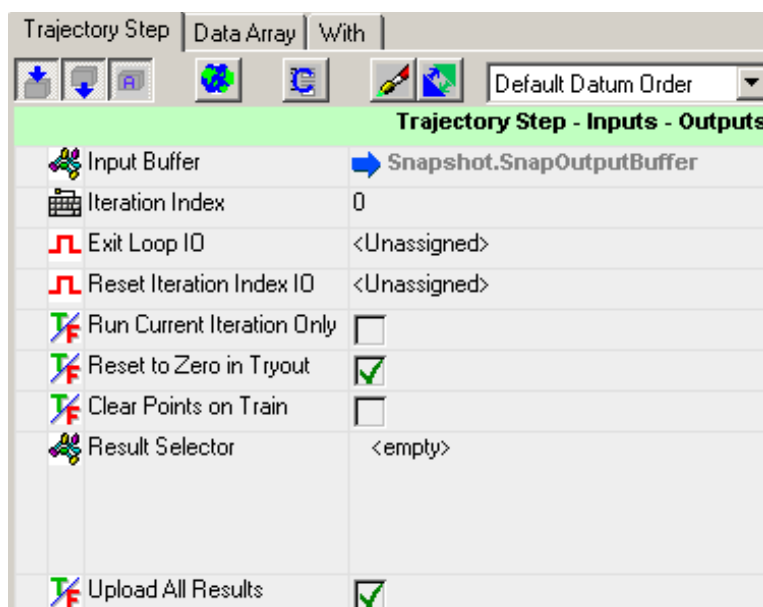 Trajectory Step Data Array With
A Default Datum Order
Trajectory Step - Inputs - Outputs
Input Buffer Snapshot.SnapOutputBuffer
Iteration Index 0
Exit Loop IO <Unassigned>
Reset Iteration Index IO <Unassigned>
T/F Run Current Iteration Only
T/F Reset to Zero in Tryout
T/F Clear Points on Train
Result Selector <empty>
T/F Upload All Results